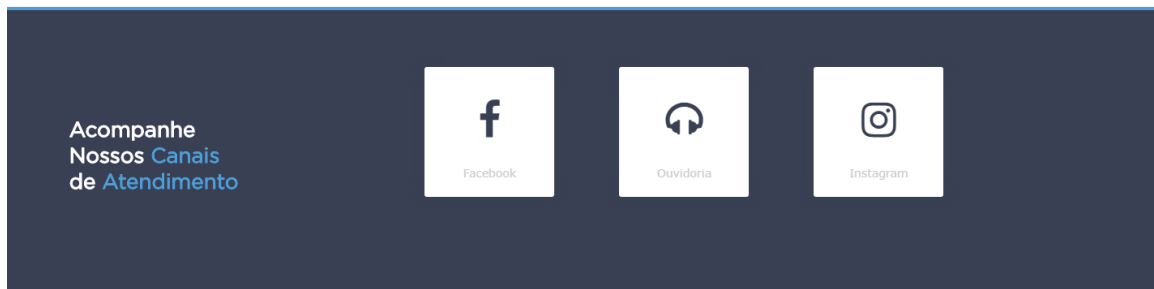 Acompanhe
Nossos Canais
de Atendimento
Facebook
Ouvidoria
Instagram